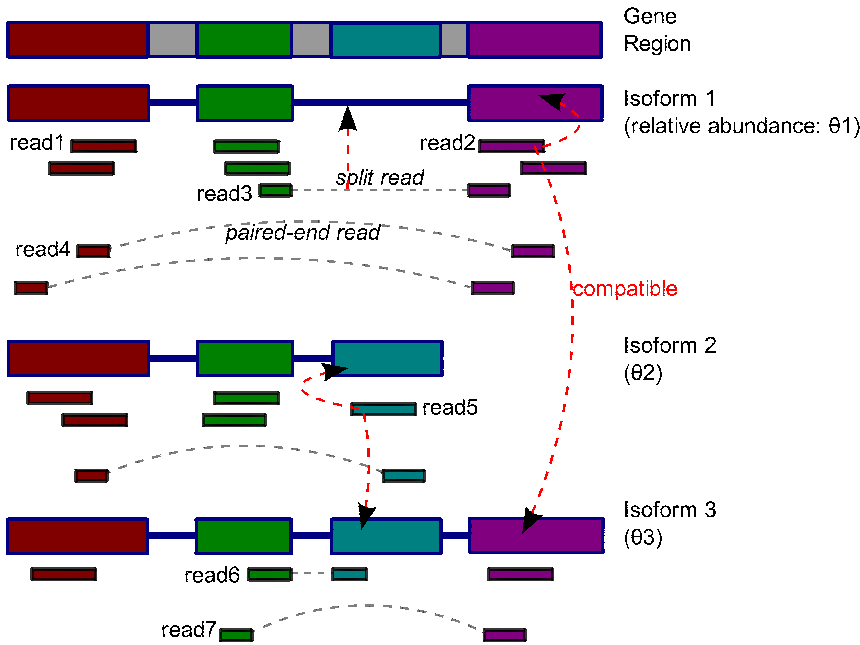 Gene
Region
Isoform 1
(relative abundance: θ1)
read1
read2
split read
read3
paired-end read
read4
compatible
Isoform 2
(θ2)
read5
Isoform 3
(θ3)
read6
read7